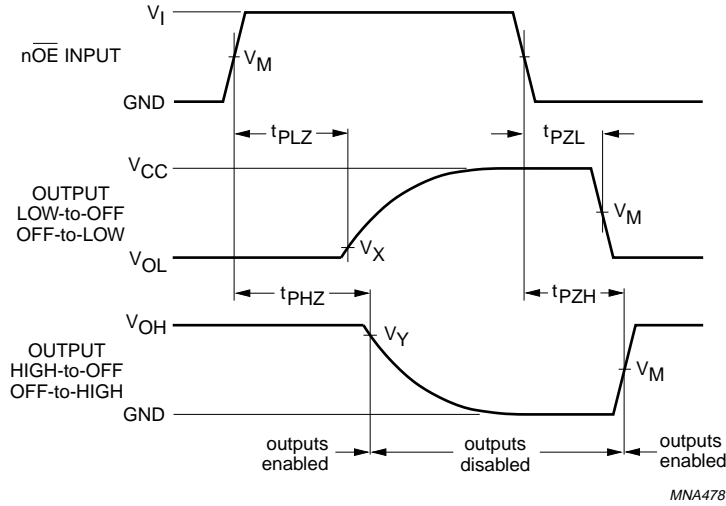 V_I
nO̅E̅ INPUT
V_M
GND
t_PLZ
t_PZL
V_CC
OUTPUT
LOW-to-OFF
OFF-to-LOW
V_M
V_X
V_OL
t_PHZ
t_PZH
V_OH
V_Y
OUTPUT
HIGH-to-OFF
OFF-to-HIGH
V_M
GND
outputs
enabled
outputs
disabled
outputs
enabled
MNA478